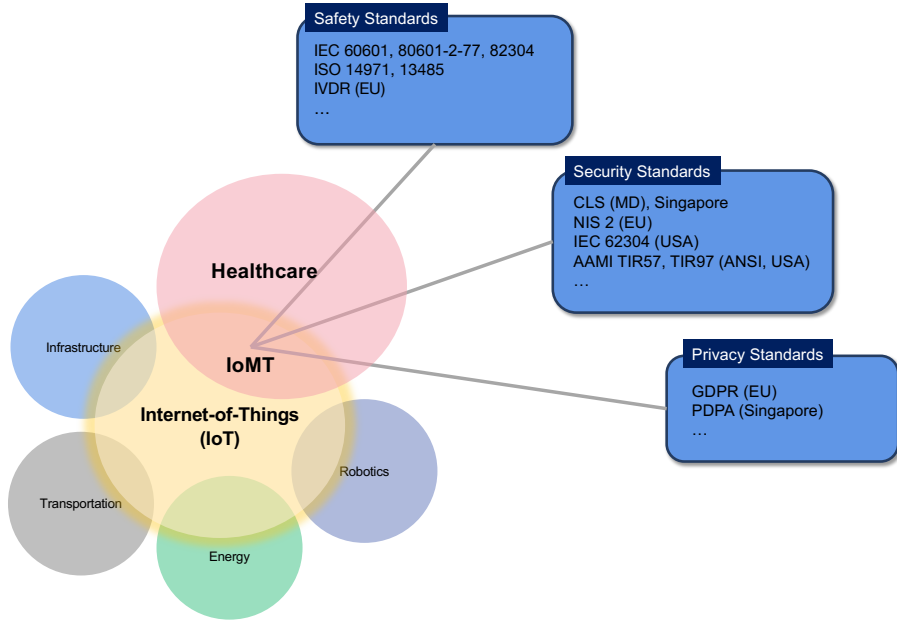 Safety Standards
IEC 60601, 80601-2-77, 82304
ISO 14971, 13485
IVDR (EU)
…
Security Standards
CLS (MD), Singapore
NIS 2 (EU)
IEC 62304 (USA)
AAMI TIR57, TIR97 (ANSI, USA)
…
Healthcare
Infrastructure
IoMT
Privacy Standards
GDPR (EU)
PDPA (Singapore)
…
Internet-of-Things
(IoT)
Robotics
Transportation
Energy